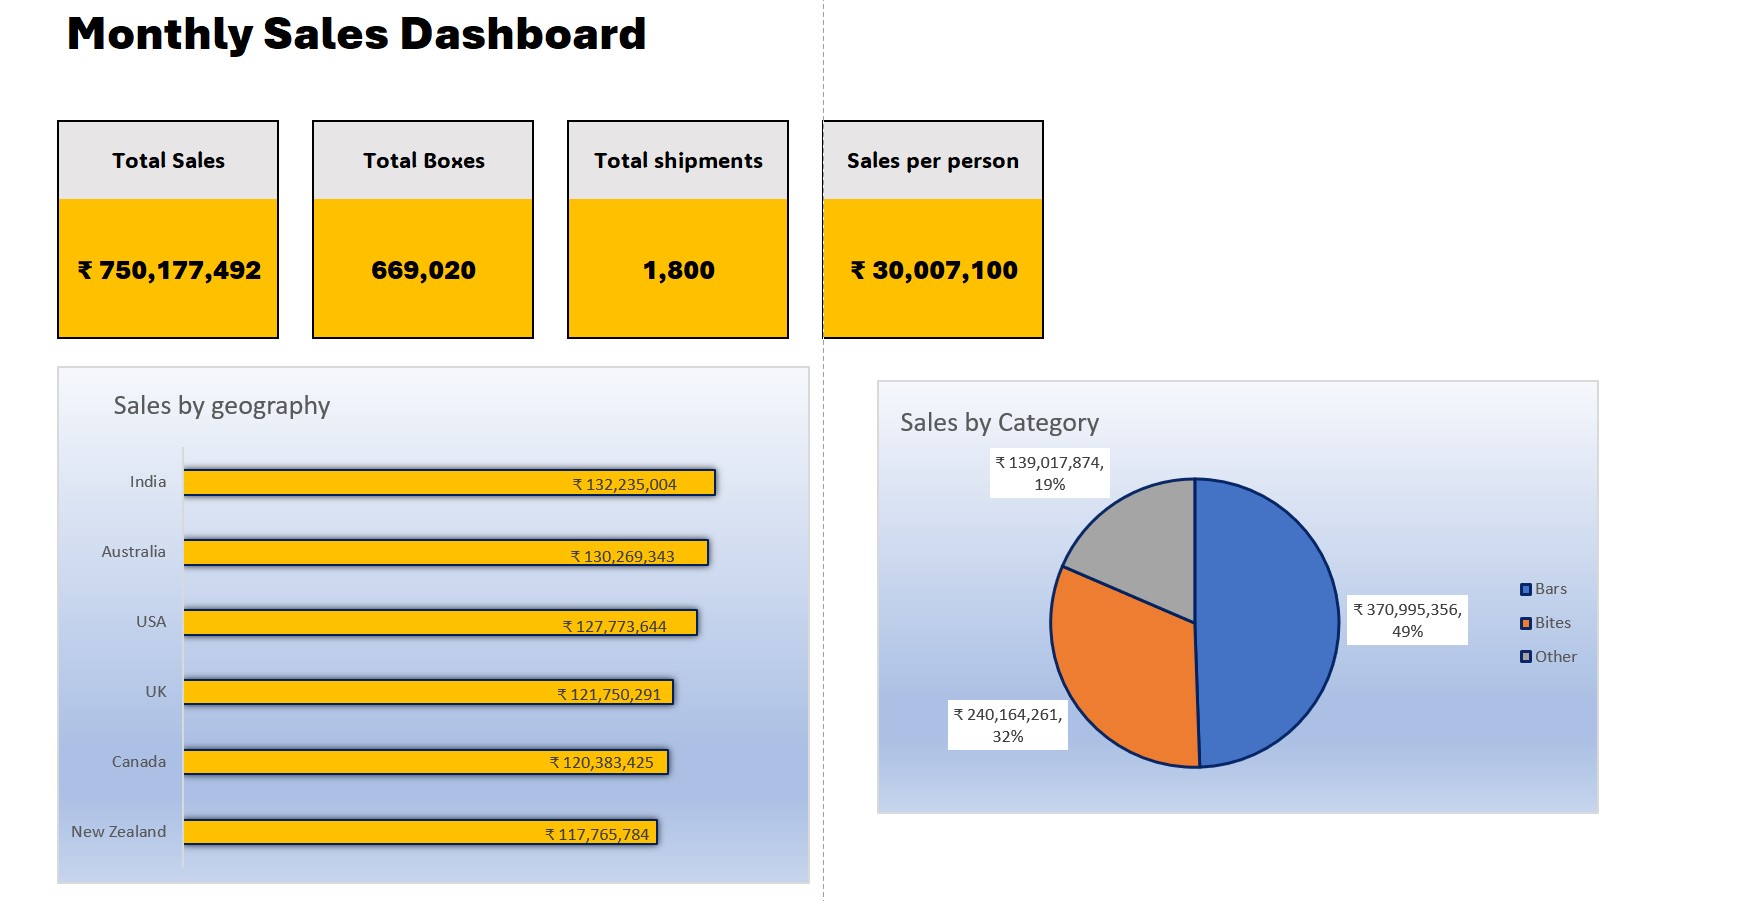 Monthly Sales Dashboard
Total Sales
₹ 750,177,492
Total Boxes
669,020
Total shipments
1,800
Sales per person
₹ 30,007,100
Sales by geography
India
₹ 132,235,004
Australia
₹ 130,269,343
USA
₹ 127,773,644
UK
₹ 121,750,291
Canada
₹ 120,383,425
New Zealand
₹ 117,765,784
Sales by Category
₹ 139,017,874,
19%
₹ 370,995,356,
49%
₹ 240,164,261,
32%
Bars
Bites
Other